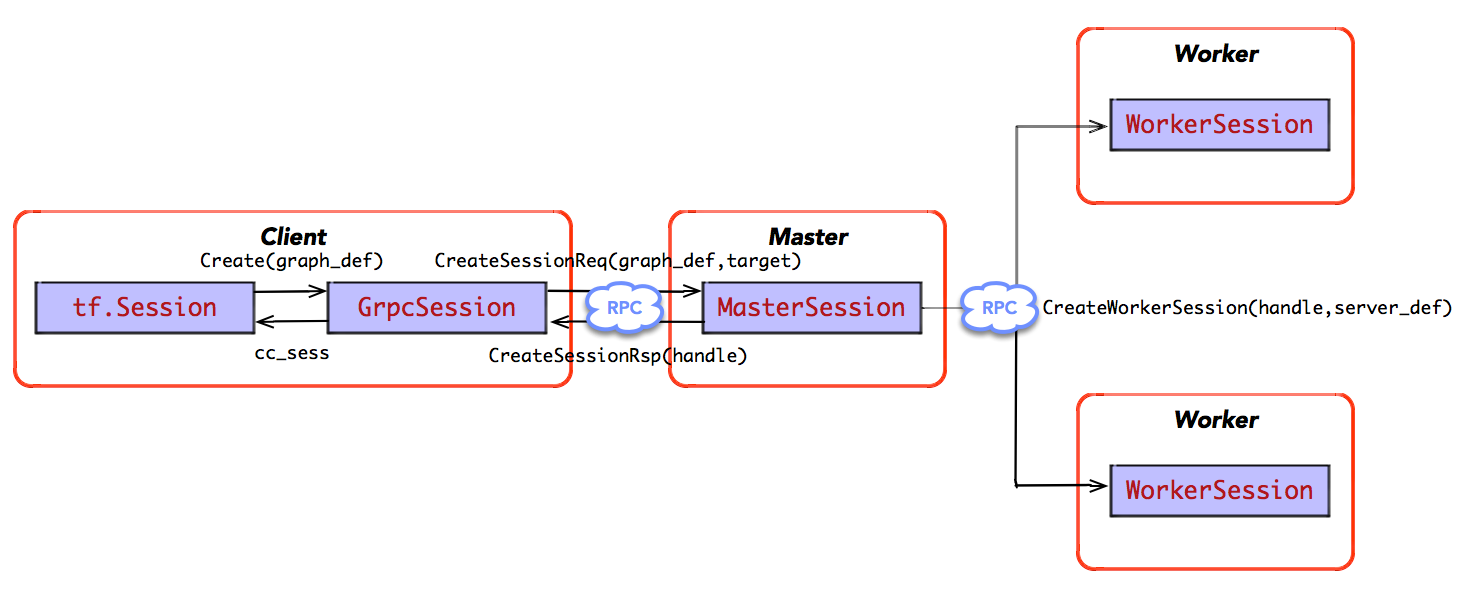 Client
Create(graph_def)
tf.Session
GrpcSession
cc_sess
CreateSessionReq(graph_def,target)
RPC
CreateSessionRsp(handle)
Master
MasterSession
RPC
CreateWorkerSession(handle,server_def)
Worker
WorkerSession
Worker
WorkerSession